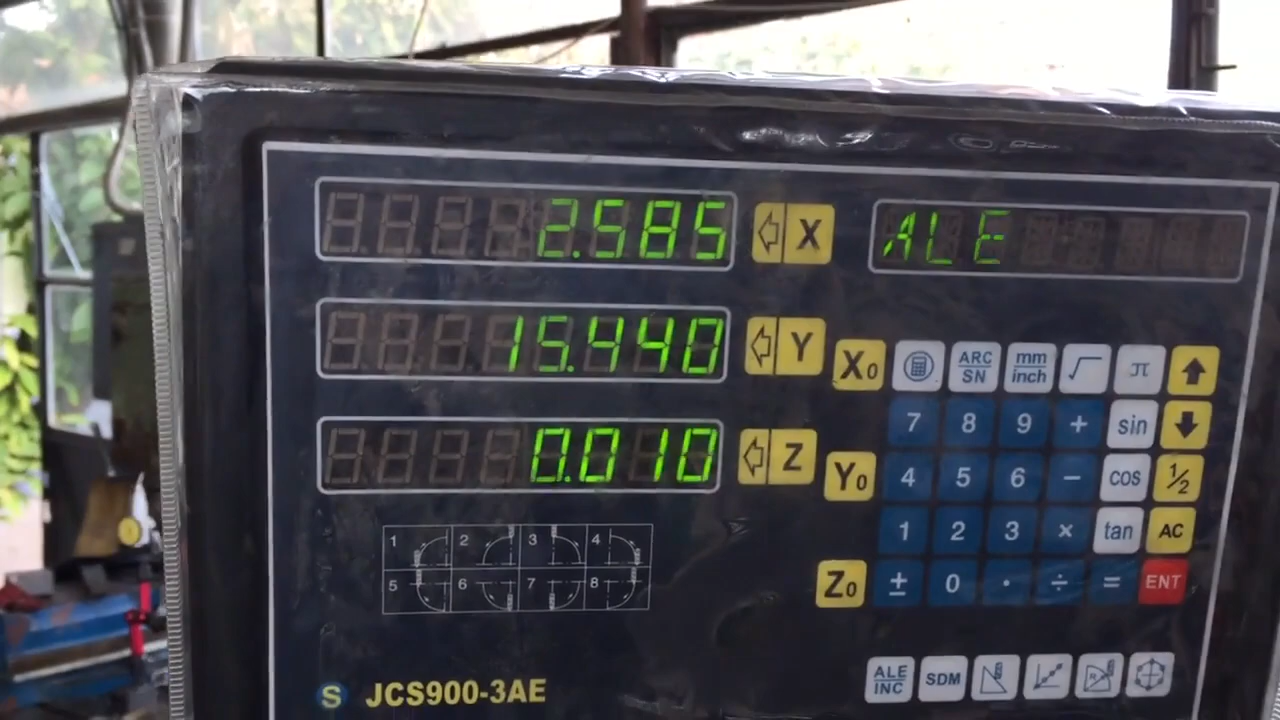 2.585 X ALE
15.440 Y
0.010 Z
X0 ARC SN mm inch √ π
7 8 9 + sin
Y0 4 5 6 − cos 1/2
1 2 3 × tan AC
Z0 ± 0 · ÷ = ENT
1 2 3 4
5 6 7 8
ALE INC SDM R
S JCS900-3AE